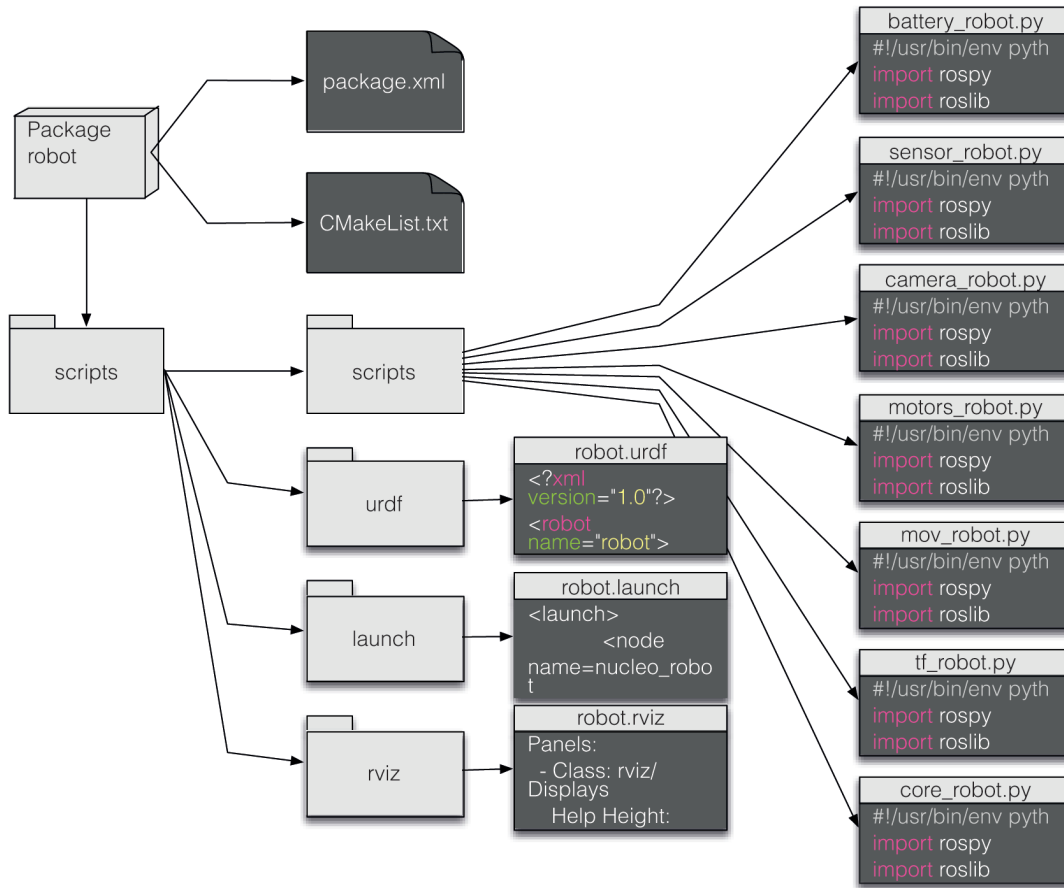 Package
robot
package.xml
CMakeList.txt
scripts
scripts
urdf
robot.urdf
<?xml
version="1.0"?>
<robot
name="robot">
launch
robot.launch
<launch>
<node
name=nucleo_robo
t
rviz
robot.rviz
Panels:
- Class: rviz/
Displays
Help Height:
battery_robot.py
#!/usr/bin/env pyth
import rospy
import roslib
sensor_robot.py
#!/usr/bin/env pyth
import rospy
import roslib
camera_robot.py
#!/usr/bin/env pyth
import rospy
import roslib
motors_robot.py
#!/usr/bin/env pyth
import rospy
import roslib
mov_robot.py
#!/usr/bin/env pyth
import rospy
import roslib
tf_robot.py
#!/usr/bin/env pyth
import rospy
import roslib
core_robot.py
#!/usr/bin/env pyth
import rospy
import roslib